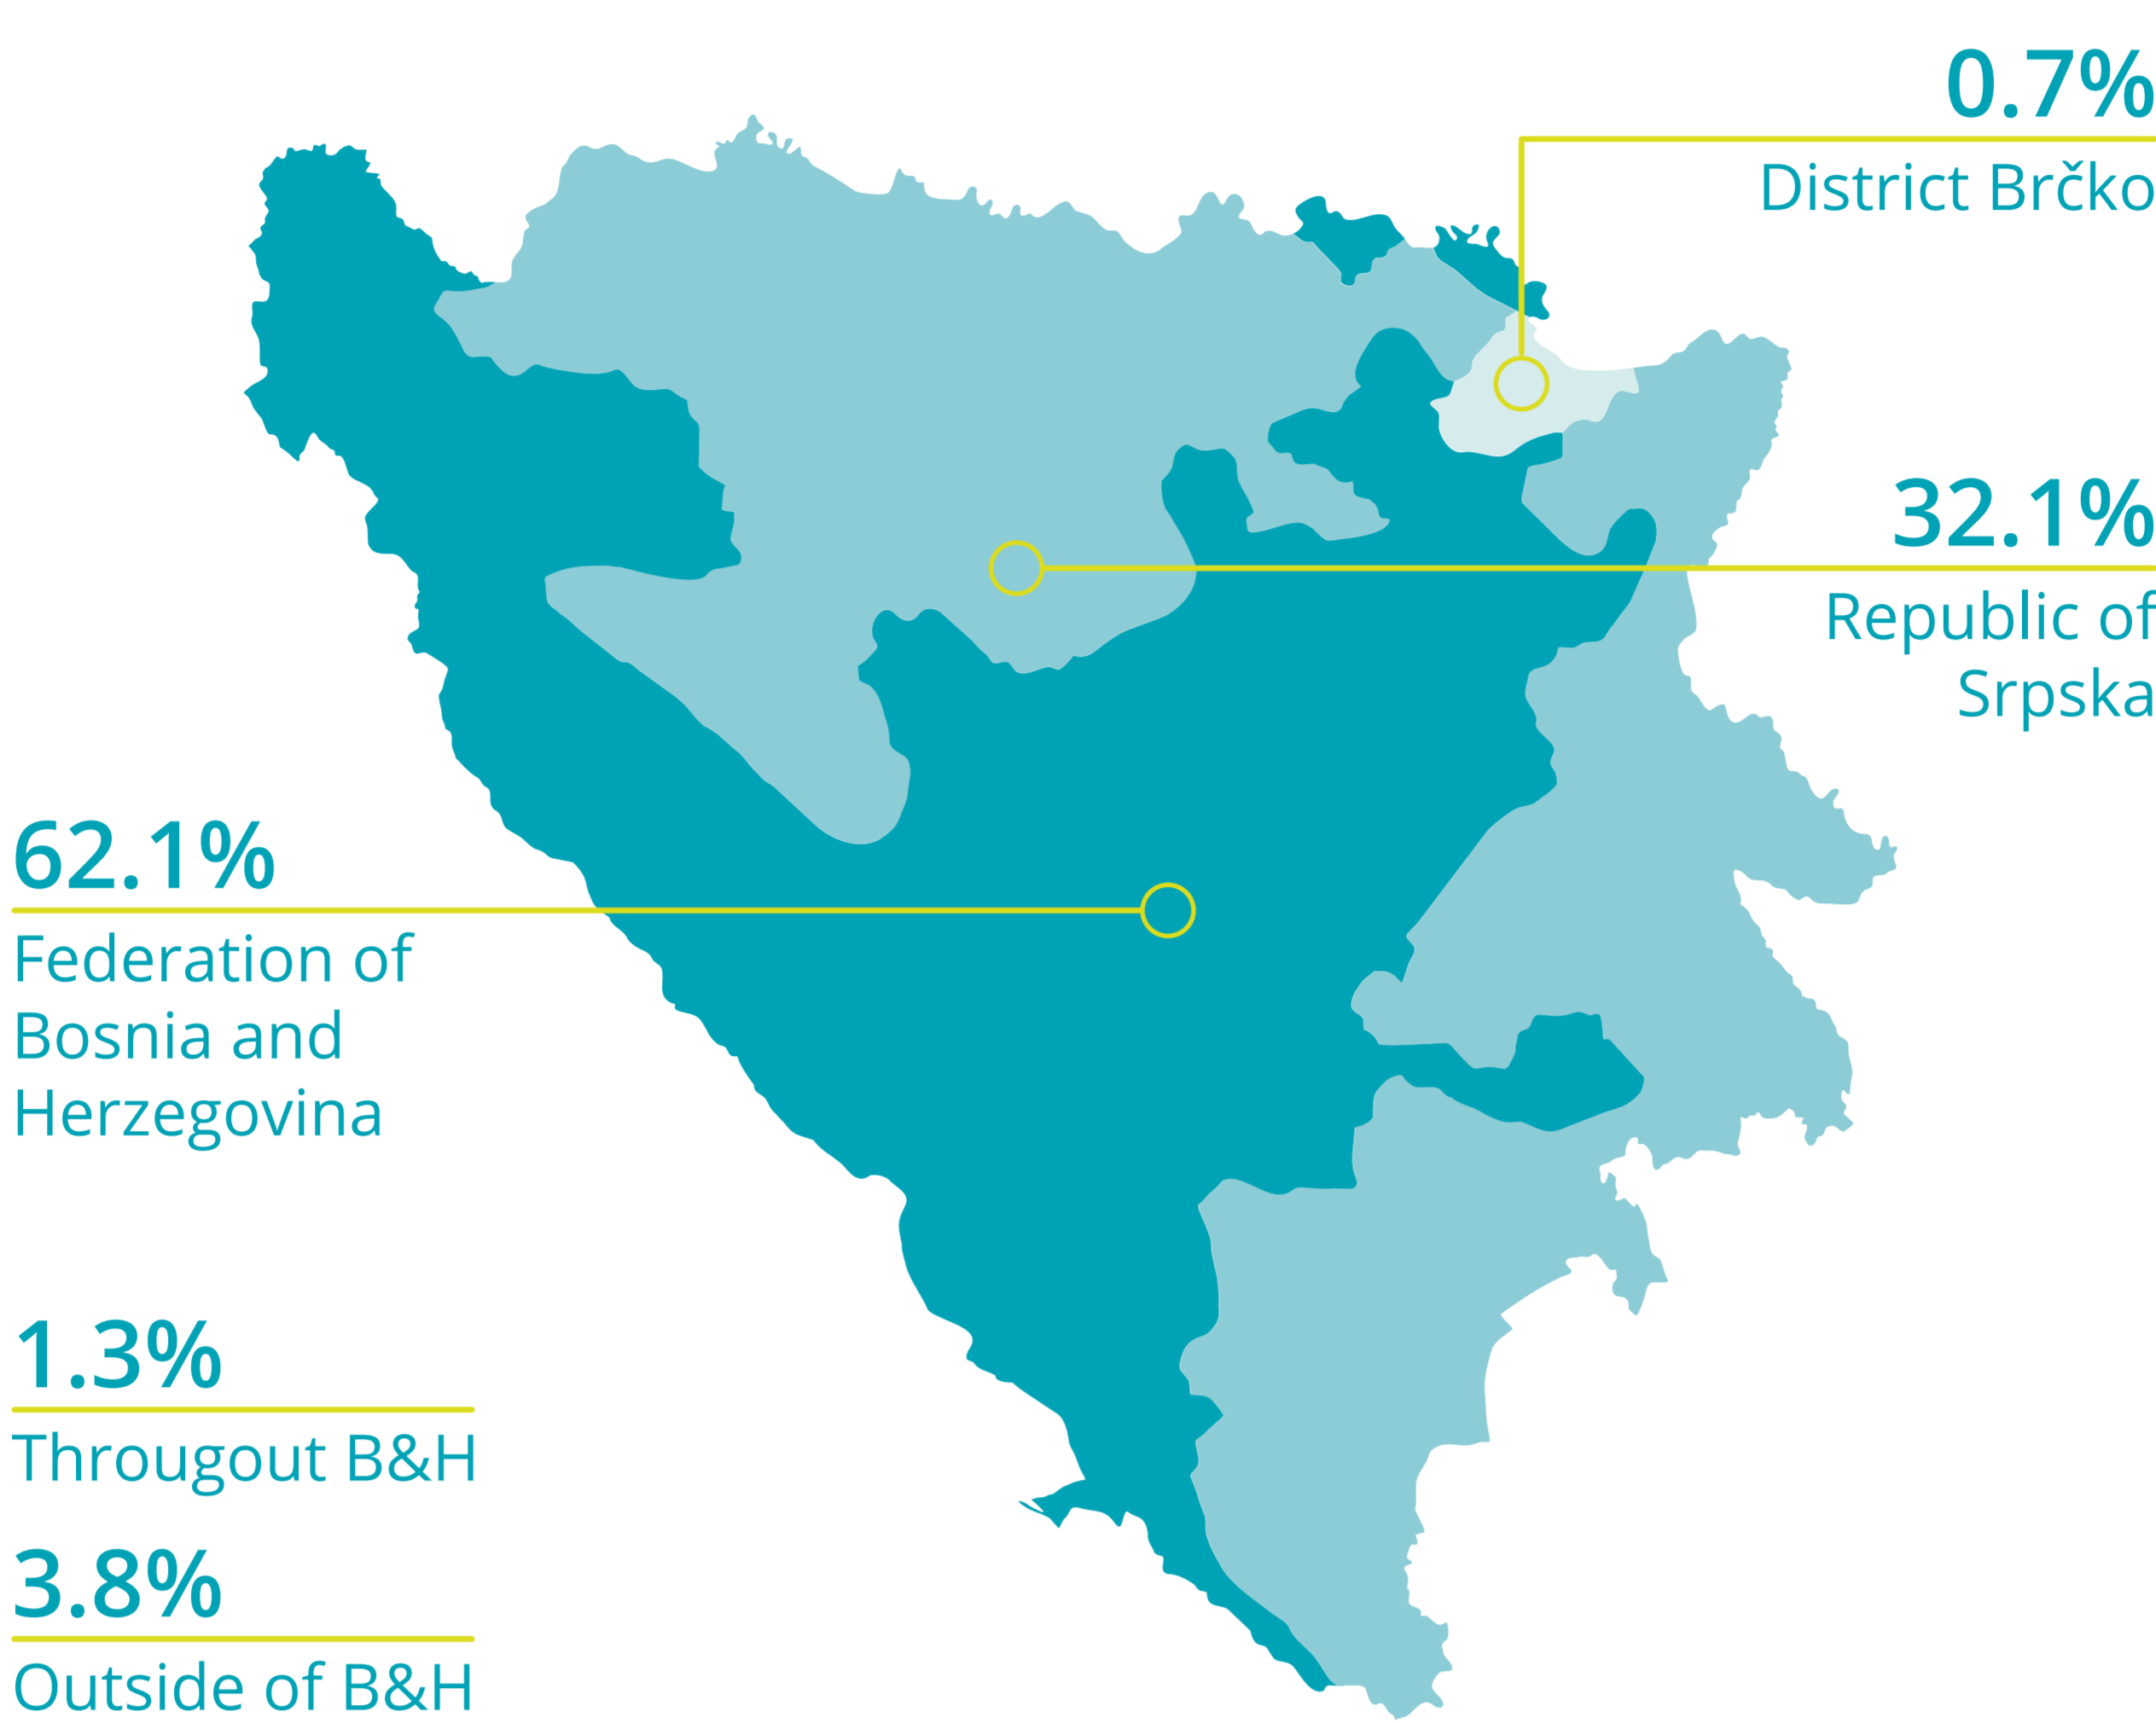 0.7%
District Brčko
32.1%
Republic of
Srpska
62.1%
Federation of
Bosnia and
Herzegovina
1.3%
Througout B&H
3.8%
Outside of B&H